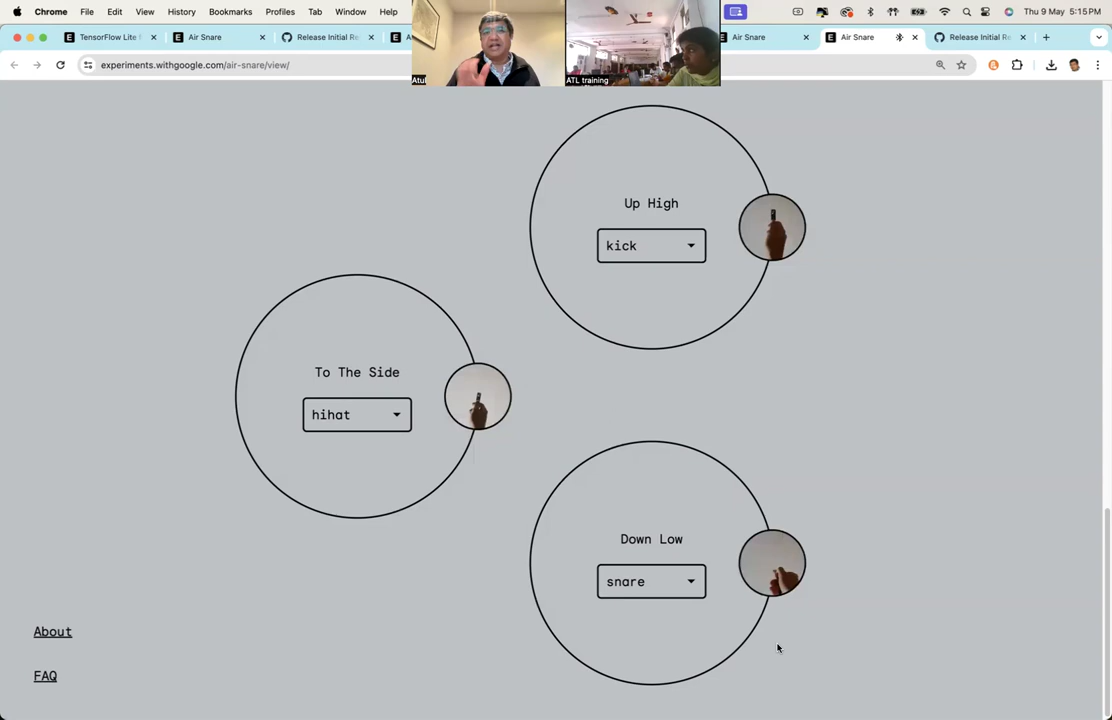 Chrome File Edit View History Bookmarks Profiles Tab Window Help Thu 9 May 5:15 PM
TensorFlow Lite Air Snare Release Initial Air Snare Air Snare Release Initial Re
experiments.withgoogle.com/air-snare/view/
Atul
ATL training
Up High
kick
To The Side
hihat
Down Low
snare
About
FAQ